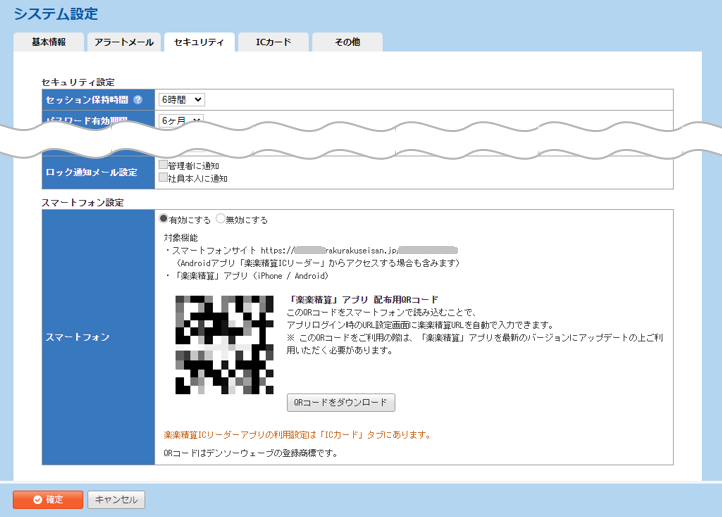 システム設定
基本情報
アラートメール
セキュリティ
ICカード
その他
セキュリティ設定
セッション保持時間 ?
6時間
パスワード有効期間
6ヶ月
ロック通知メール設定
管理者に通知
社員本人に通知
スマートフォン設定
スマートフォン
有効にする 無効にする
対象機能
・スマートフォンサイト https://rakurakuseisan.jp/
(Androidアプリ「楽楽精算ICリーダー」からアクセスする場合も含みます)
・「楽楽精算」アプリ (iPhone / Android)
「楽楽精算」アプリ 配布用QRコード
このQRコードをスマートフォンで読み込むことで、
アプリログイン時のURL設定画面に楽楽精算URLを自動で入力できます。
※ このQRコードをご利用の際は、「楽楽精算」アプリを最新のバージョンにアップデートの上ご利
用いただく必要があります。
QRコードをダウンロード
楽楽精算ICリーダーアプリの利用設定は「ICカード」タブにあります。
QRコードはデンソーウェーブの登録商標です。
確定
キャンセル